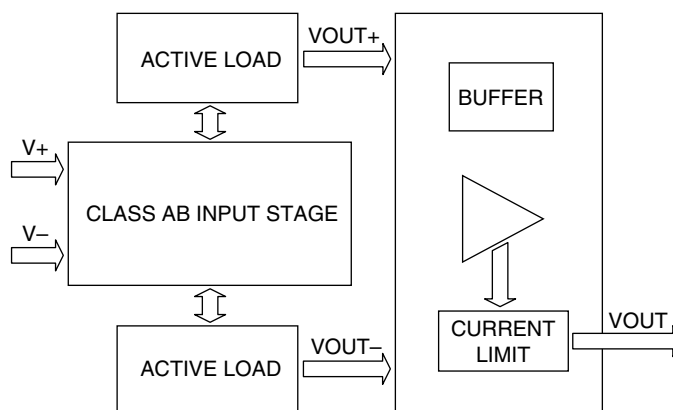 ACTIVE LOAD
VOUT+
BUFFER
V+
CLASS AB INPUT STAGE
V–
CURRENT
LIMIT
VOUT
ACTIVE LOAD
VOUT–